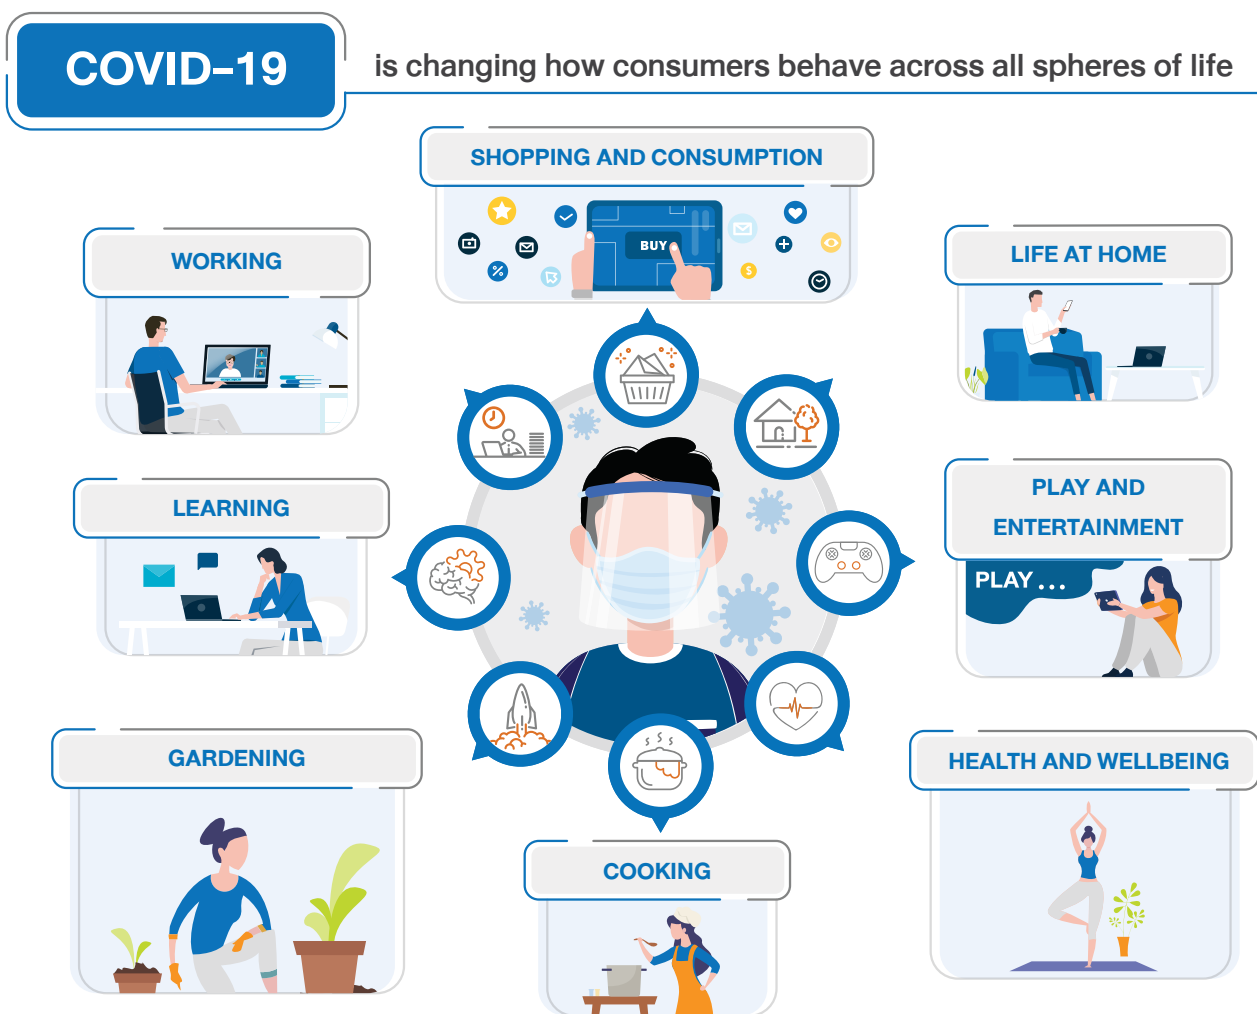 COVID-19
is changing how consumers behave across all spheres of life
SHOPPING AND CONSUMPTION
BUY
%
$
WORKING
LIFE AT HOME
LEARNING
PLAY AND
ENTERTAINMENT
PLAY...
GARDENING
HEALTH AND WELLBEING
COOKING